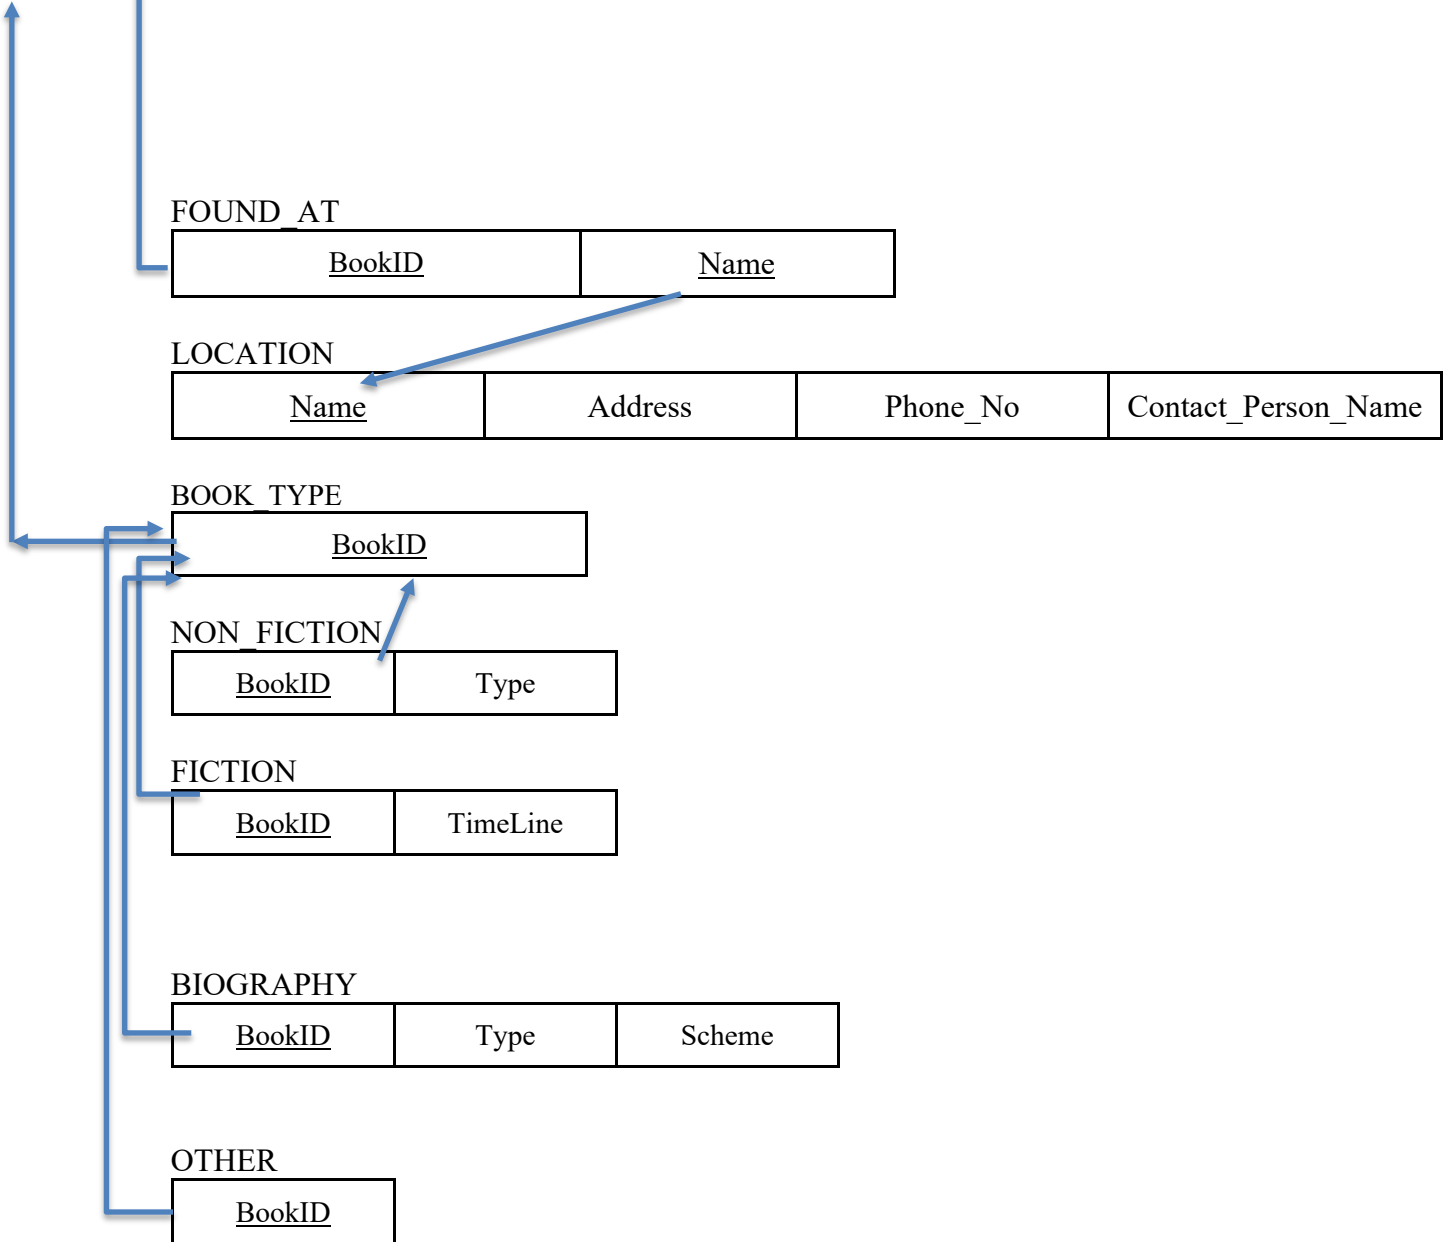 FOUND_AT
BookID Name
LOCATION
Name Address Phone_No Contact_Person_Name
BOOK_TYPE
BookID
NON_FICTION
BookID Type
FICTION
BookID TimeLine
BIOGRAPHY
BookID Type Scheme
OTHER
BookID